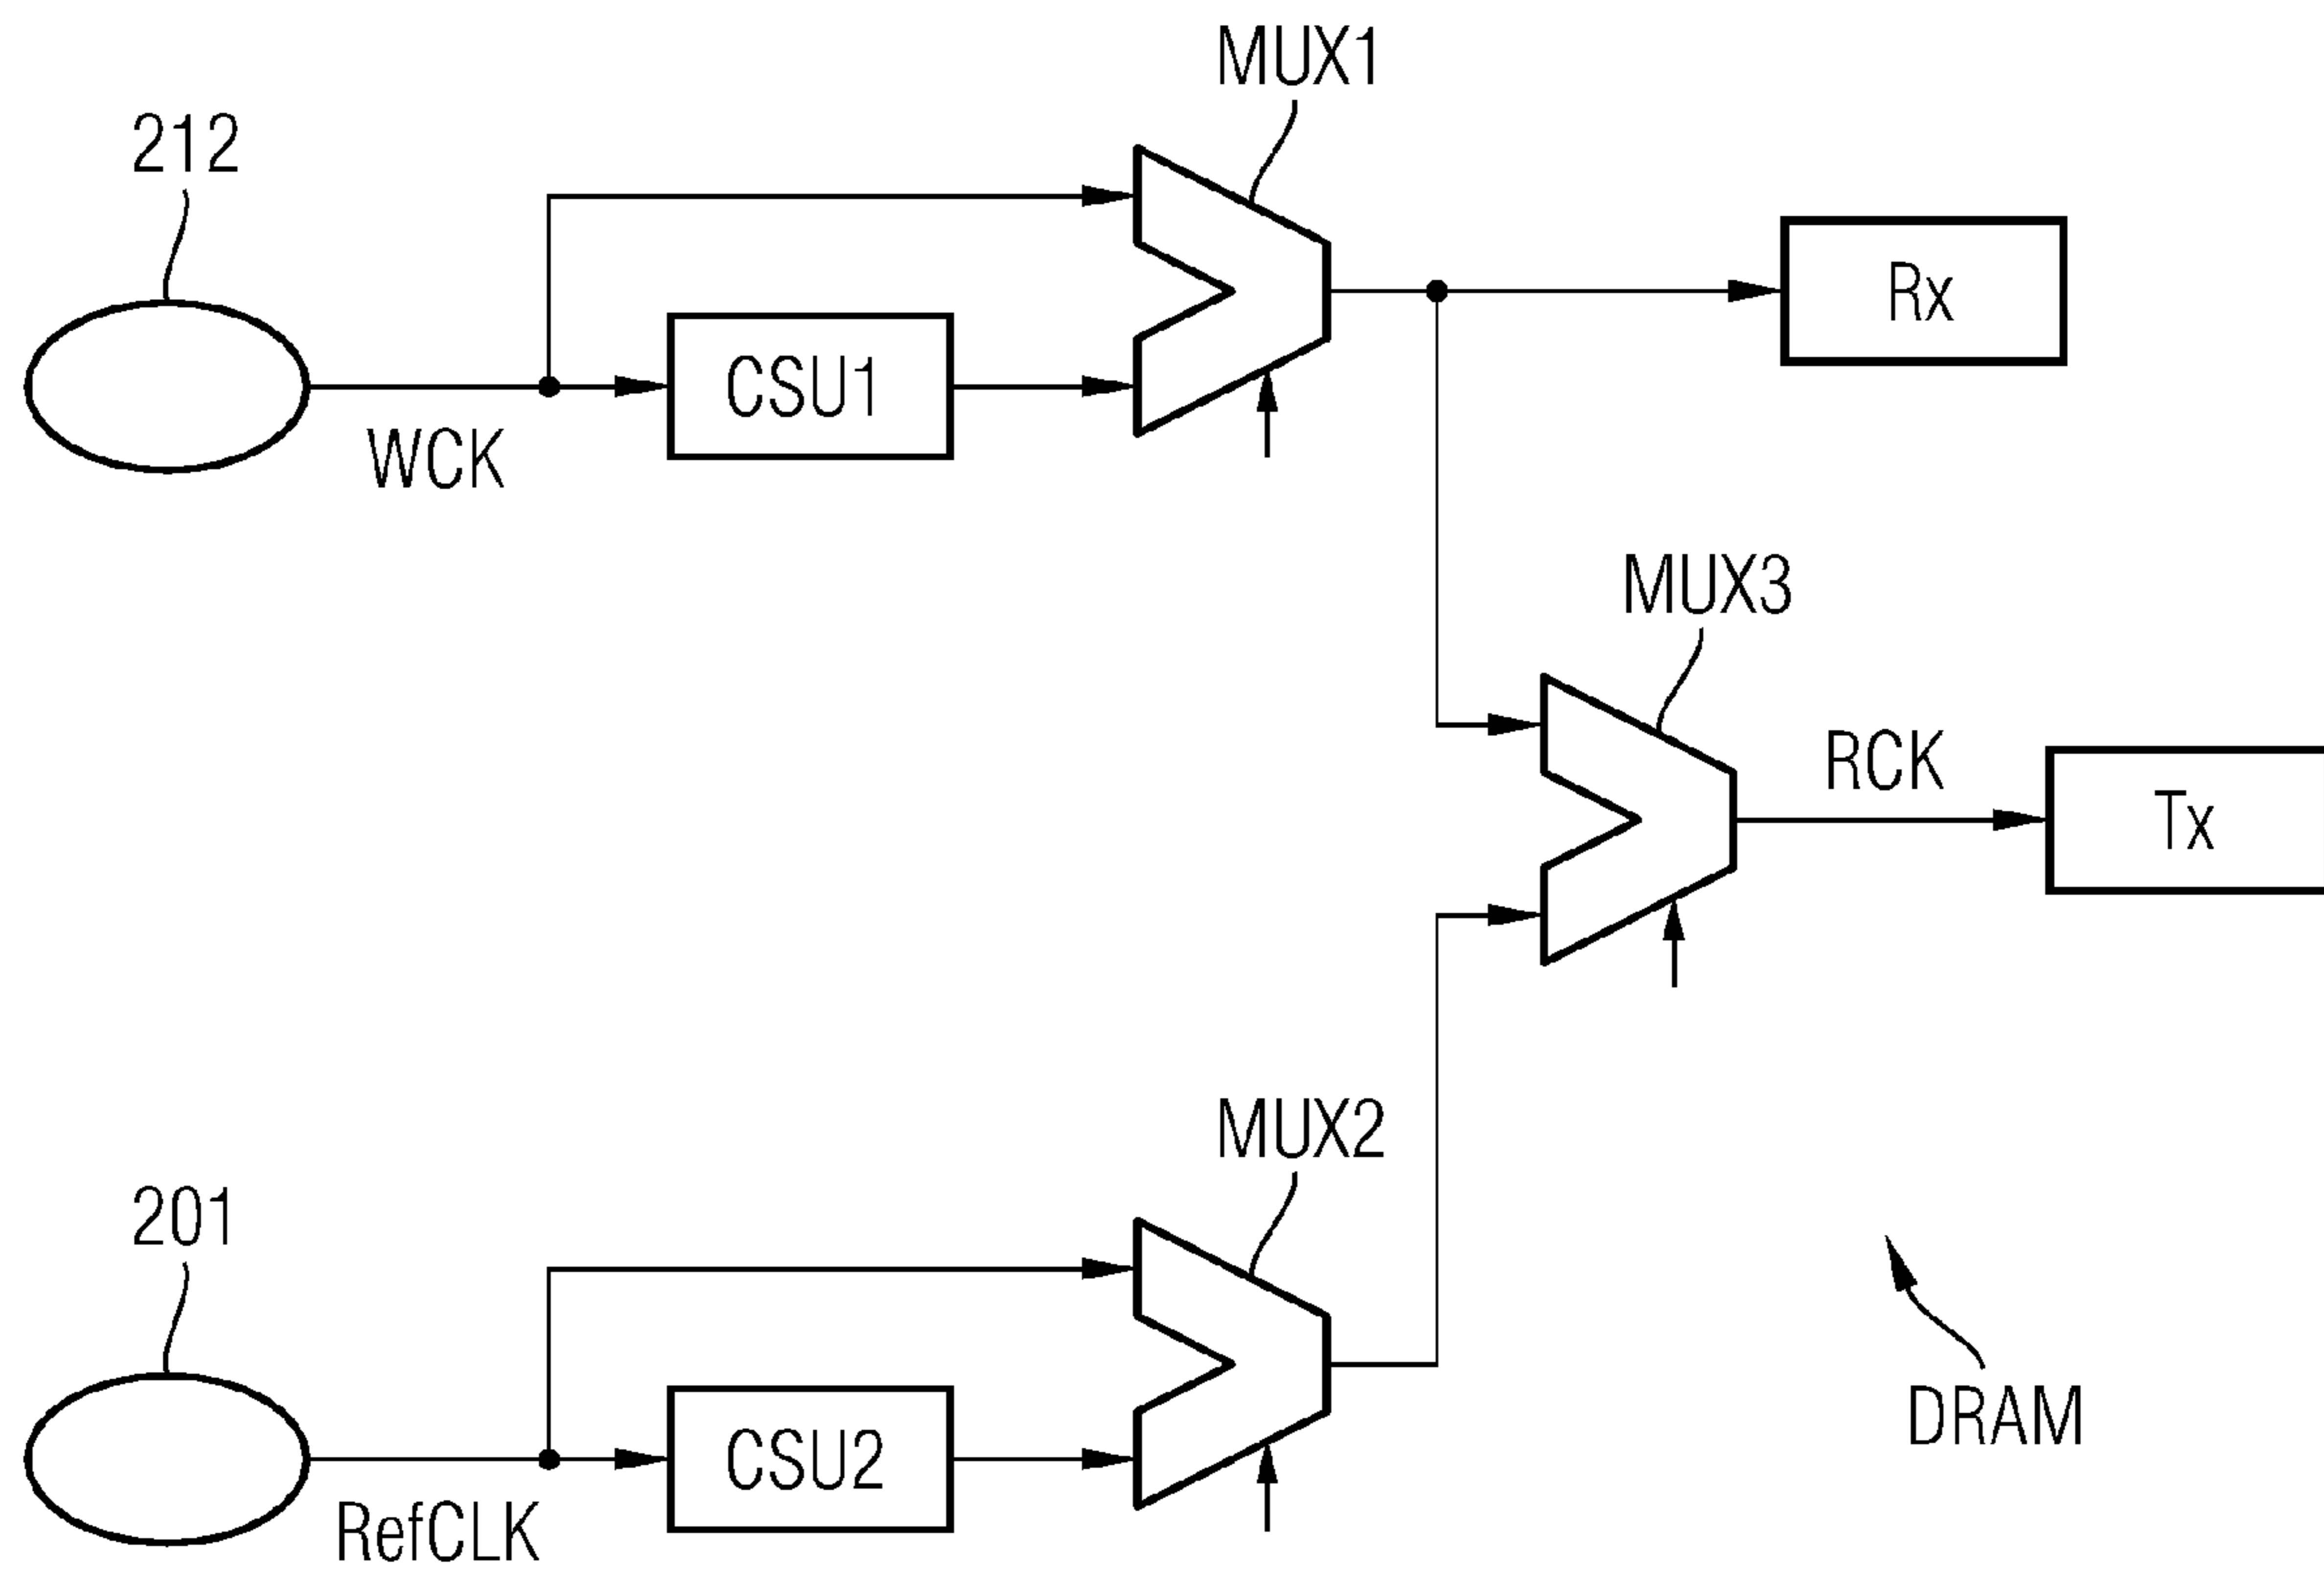 MUX1
212
Rx
CSU1
WCK
MUX3
RCK
Tx
MUX2
201
DRAM
CSU2
RefCLK